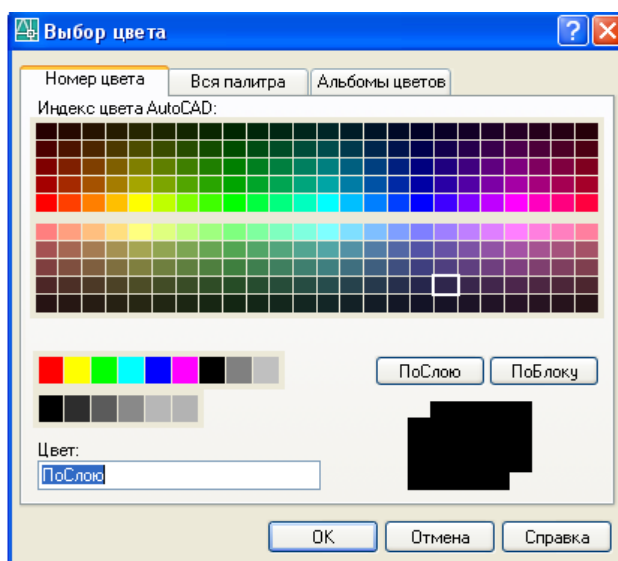 Выбор цвета
Номер цвета
Вся палитра
Альбомы цветов
Индекс цвета AutoCAD:
ПоСлою
ПоБлоку
Цвет:
ПоСлою
OK
Отмена
Справка